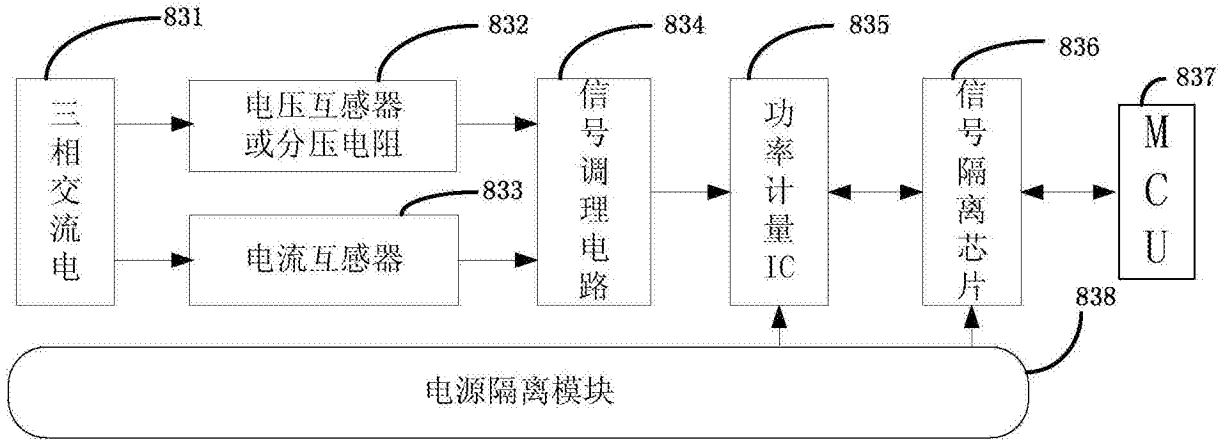 831
832
834
835
836
837
三相交流电
电压互感器
或分压电阻
833
电流互感器
信号调理电路
功率计量IC
信号隔离芯片
MCU
838
电源隔离模块